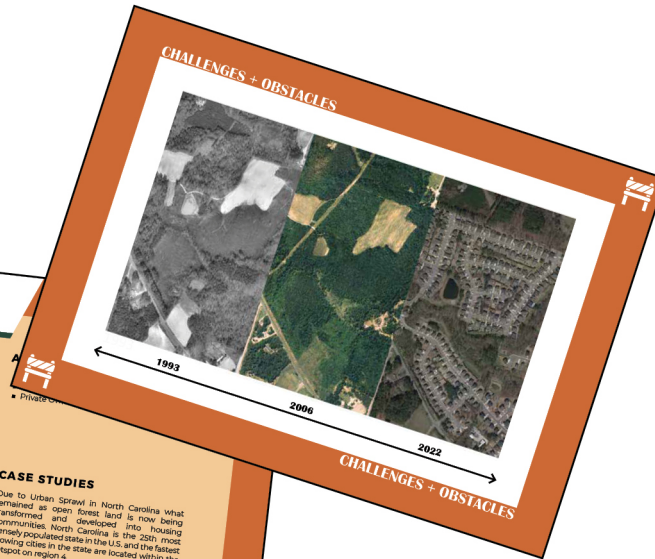 CHALLENGES + OBSTACLES
1993
2006
2022
CHALLENGES + OBSTACLES
A
Private
CASE STUDIES
Due to Urban Sprawl in North Carolina what
remained as open forest land is now being
transformed and developed into housing
communities. North Carolina is the 25th most
densely populated state in the U.S. and the fastest
growing cities in the state are located within the
hotspot on region 4.